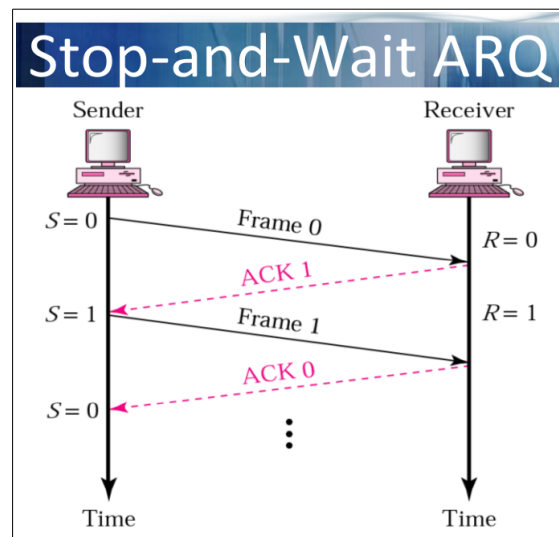 Stop-and-Wait ARQ
Sender
Receiver
S = 0
Frame 0
R = 0
ACK 1
S = 1
Frame 1
R = 1
ACK 0
S = 0
Time
Time